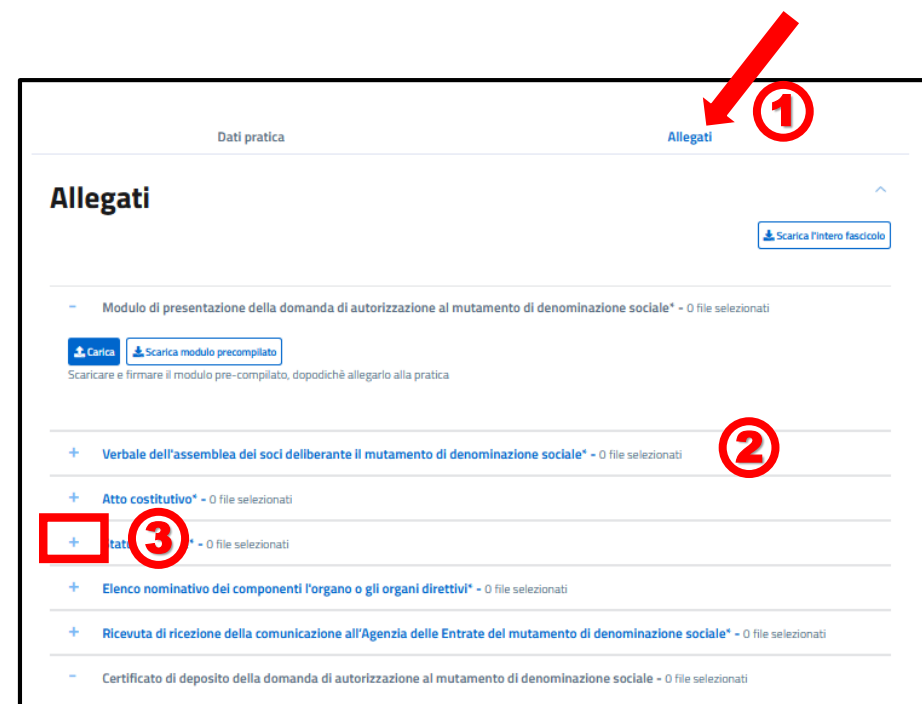 1
Dati pratica Allegati
Allegati
Scarica l'intero fascicolo
- Modulo di presentazione della domanda di autorizzazione al mutamento di denominazione sociale* - 0 file selezionati
Carica Scarica modulo precompilato
Scaricare e firmare il modulo pre-compilato, dopodichè allegarlo alla pratica
2
+ Verbale dell'assemblea dei soci deliberante il mutamento di denominazione sociale* - 0 file selezionati
+ Atto costitutivo* - 0 file selezionati
+ 3 * - 0 file selezionati
+ Elenco nominativo dei componenti l'organo o gli organi direttivi* - 0 file selezionati
+ Ricevuta di ricezione della comunicazione all'Agenzia delle Entrate del mutamento di denominazione sociale* - 0 file selezionati
- Certificato di deposito della domanda di autorizzazione al mutamento di denominazione sociale - 0 file selezionati